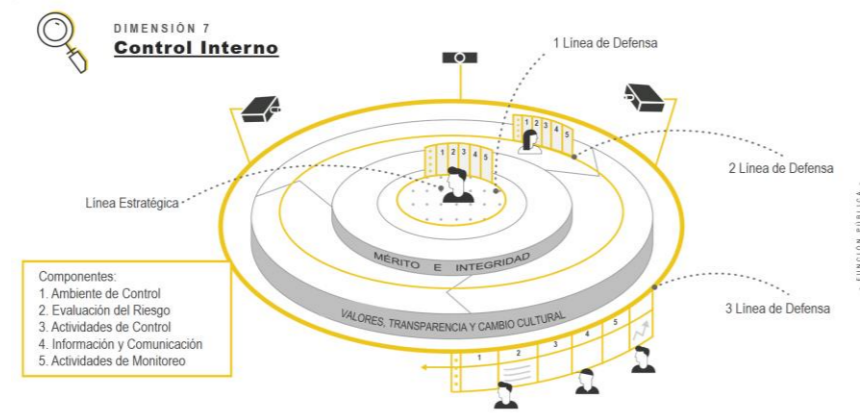 DIMENSIÓN 7
Control Interno
1 Línea de Defensa
1 2 3 4 5
1 2 3 4 5
2 Línea de Defensa
Línea Estratégica
- FUNCIÓN PÚBLICA -
MÉRITO E INTEGRIDAD
VALORES, TRANSPARENCIA Y CAMBIO CULTURAL
3 Línea de Defensa
Componentes:
1. Ambiente de Control
2. Evaluación del Riesgo
3. Actividades de Control
4. Información y Comunicación
5. Actividades de Monitoreo
1 2 3 4 5